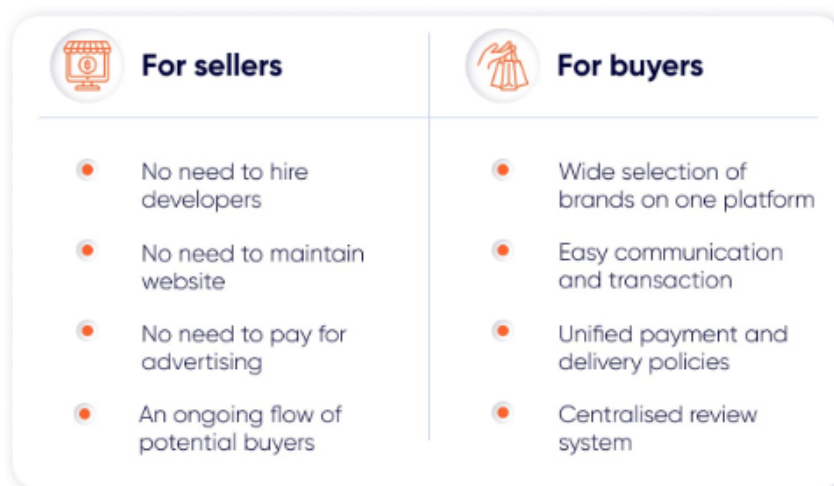 For sellers
No need to hire
developers
No need to maintain
website
No need to pay for
advertising
An ongoing flow of
potential buyers
For buyers
Wide selection of
brands on one platform
Easy communication
and transaction
Unified payment and
delivery policies
Centralised review
system